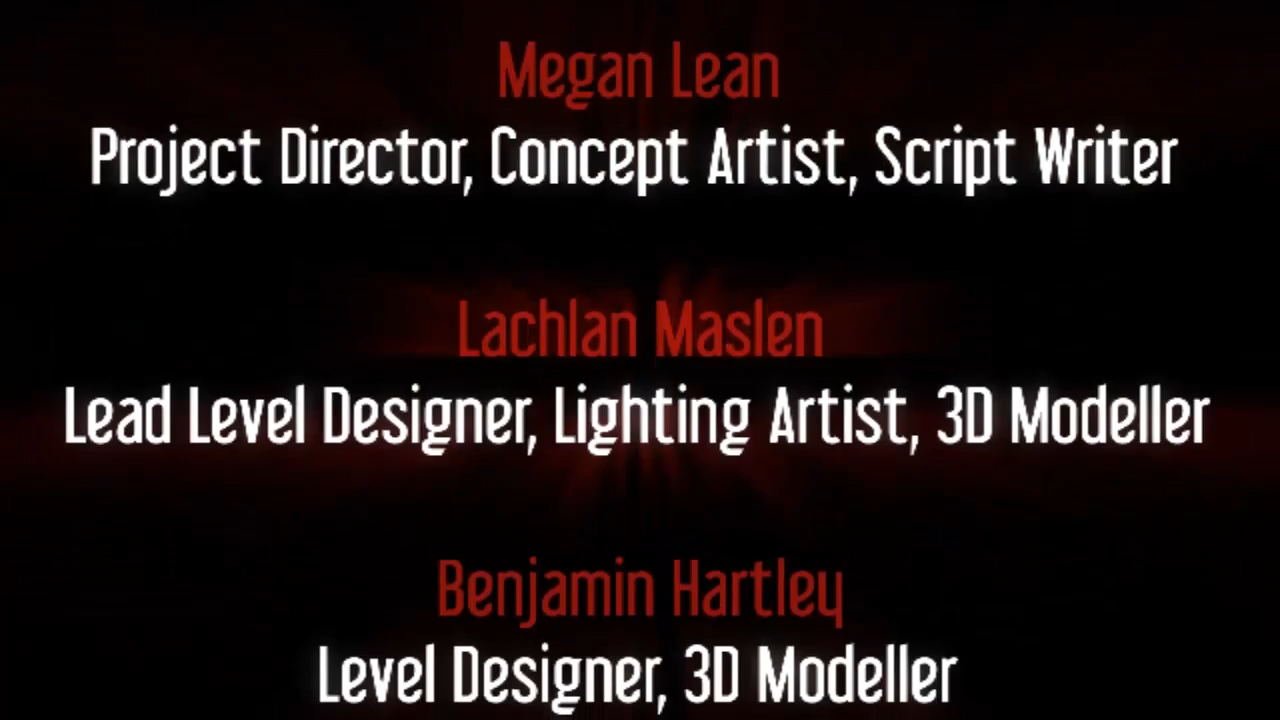 Megan Lean
Project Director, Concept Artist, Script Writer
Lachlan Maslen
Lead Level Designer, Lighting Artist, 3D Modeller
Benjamin Hartley
Level Designer, 3D Modeller